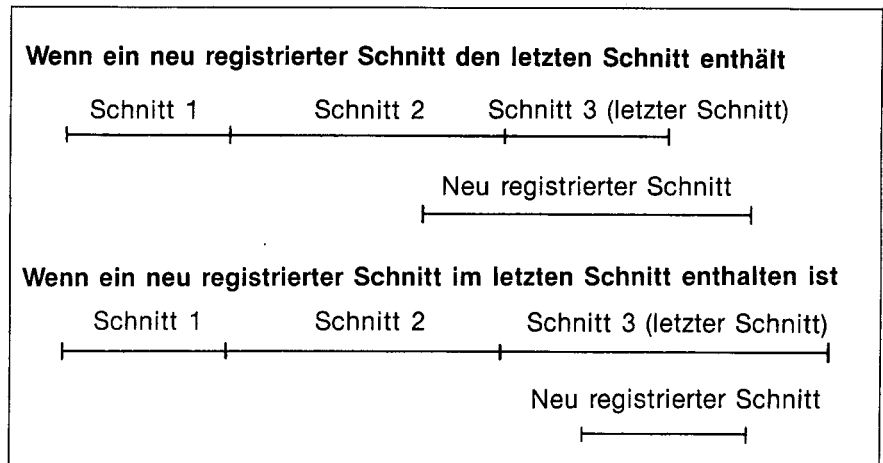 Wenn ein neu registrierter Schnitt den letzten Schnitt enthält
Schnitt 1 Schnitt 2 Schnitt 3 (letzter Schnitt)
Neu registrierter Schnitt
Wenn ein neu registrierter Schnitt im letzten Schnitt enthalten ist
Schnitt 1 Schnitt 2 Schnitt 3 (letzter Schnitt)
Neu registrierter Schnitt